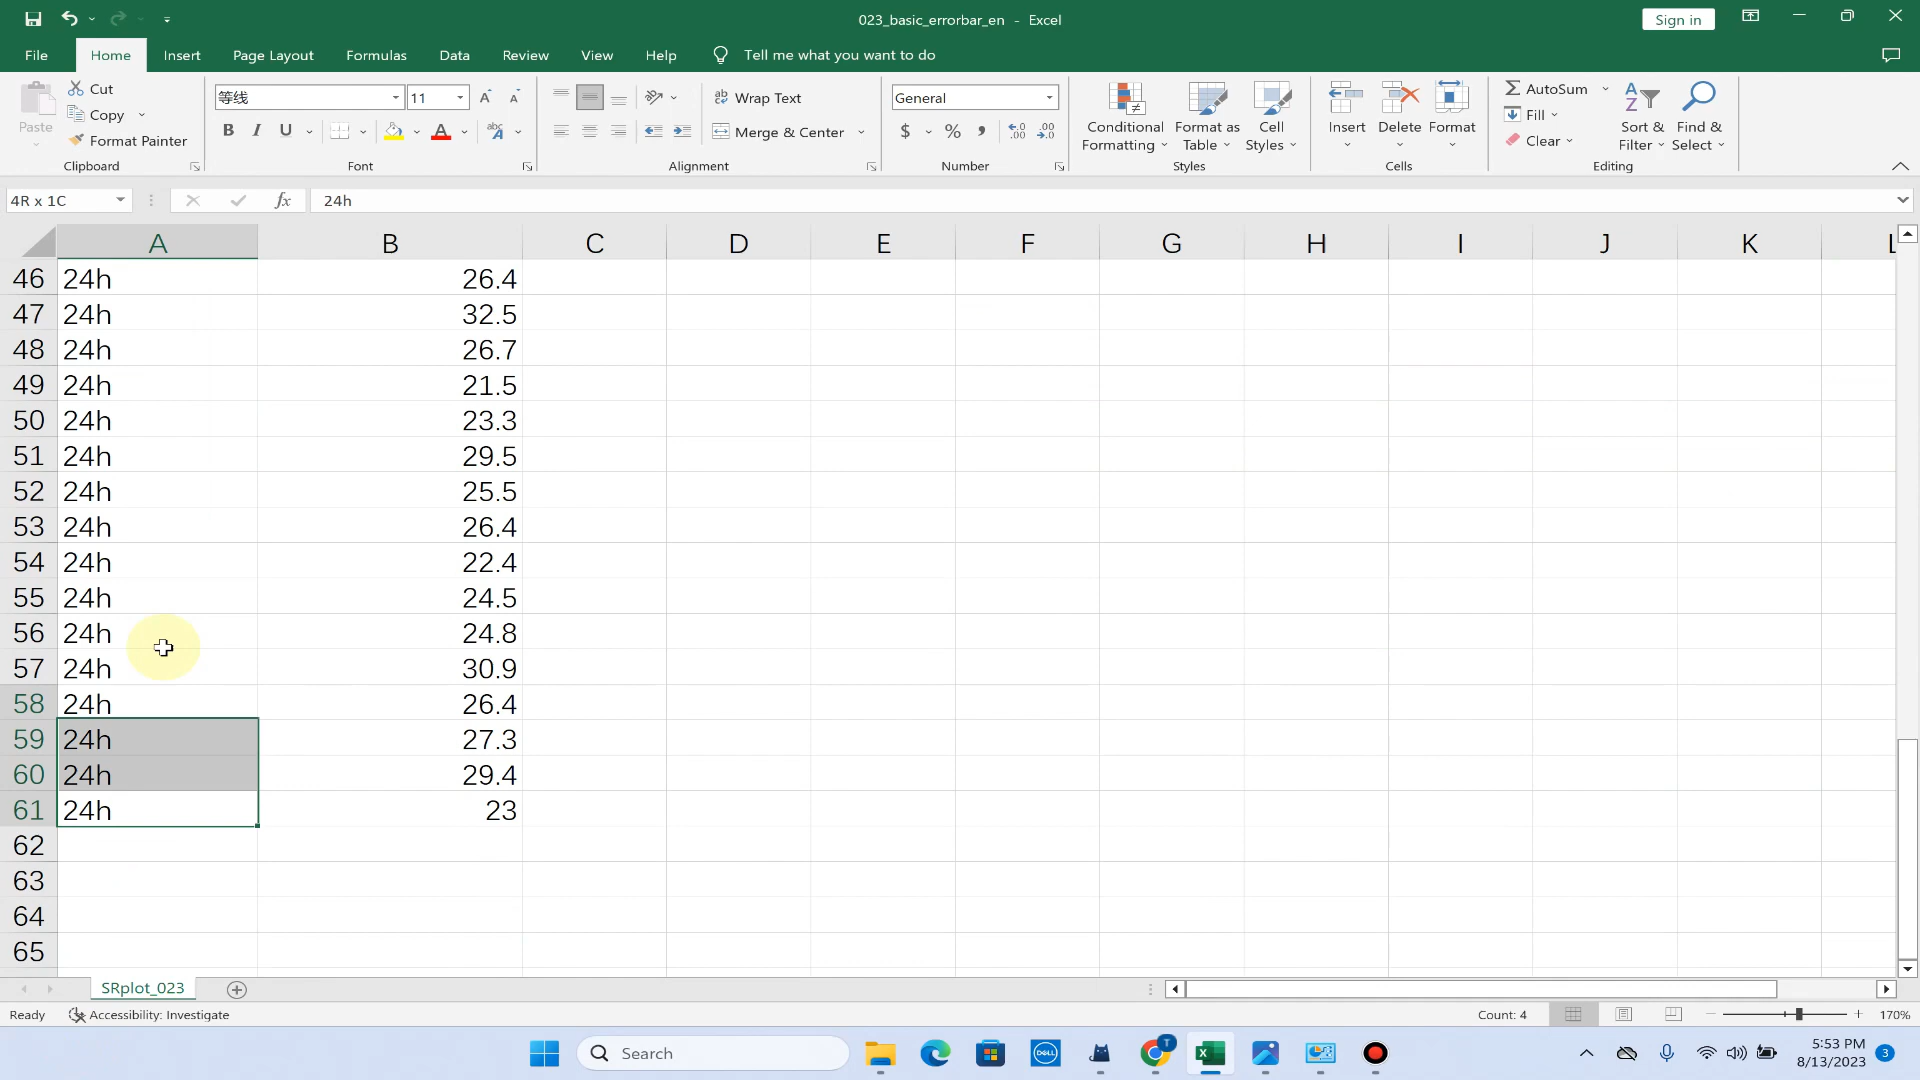 023_basic_errorbar_en - Excel
Sign in
File Home Insert Page Layout Formulas Data Review View Help Tell me what you want to do
Paste
Cut
Copy
Format Painter
Clipboard
等线 11
B I U A
Font
Wrap Text
Merge & Center
Alignment
General
$ % ,
Number
Conditional Formatting
Format as Table
Cell Styles
Styles
Insert
Delete
Format
Cells
AutoSum
Fill
Clear
Sort & Filter
Find & Select
Editing
4R x 1C fx 24h
A B C D E F G H I J K L
46 24h 26.4
47 24h 32.5
48 24h 26.7
49 24h 21.5
50 24h 23.3
51 24h 29.5
52 24h 25.5
53 24h 26.4
54 24h 22.4
55 24h 24.5
56 24h 24.8
57 24h 30.9
58 24h 26.4
59 24h 27.3
60 24h 29.4
61 24h 23
62
63
64
65
SRplot_023
Ready Accessibility: Investigate Count: 4 170%
Search
DELL
T
5:53 PM
8/13/2023 3